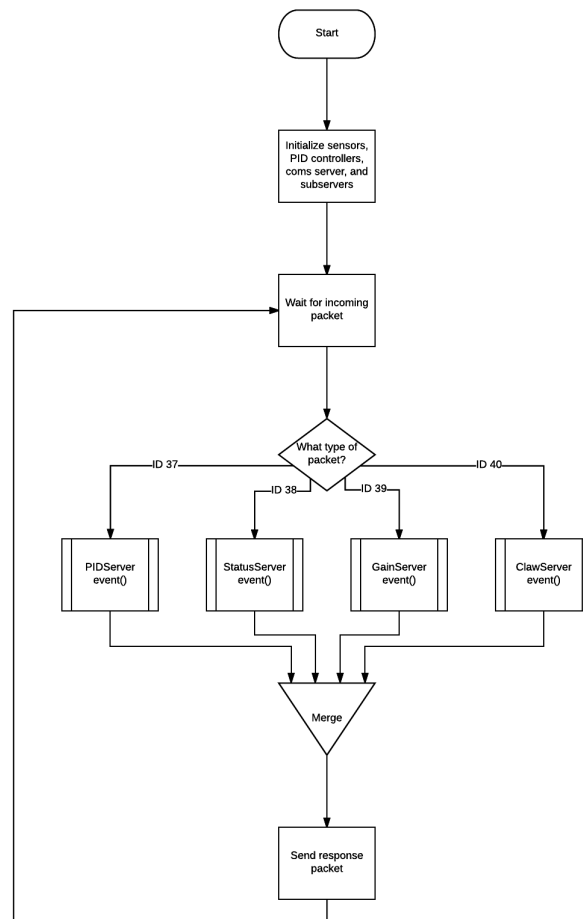 Start
Initialize sensors,
PID controllers,
coms server, and
subservers
Wait for incoming
packet
What type of
packet?
ID 37
ID 38
ID 39
ID 40
PIDServer
event()
StatusServer
event()
GainServer
event()
ClawServer
event()
Merge
Send response
packet